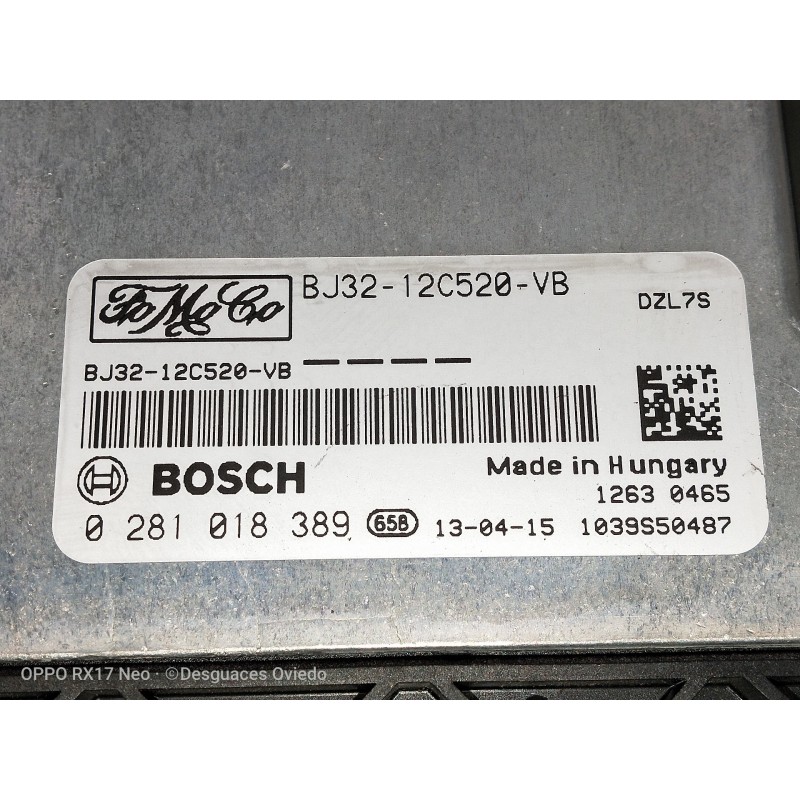 FoMoCo
BJ32-12C520-VB
DZL7S
BJ32-12C520-VB
BOSCH
Made in Hungary
1263 0465
0 281 018 389 65B 13-04-15 1039S50487
OPPO RX17 Neo · ©Desguaces Oviedo